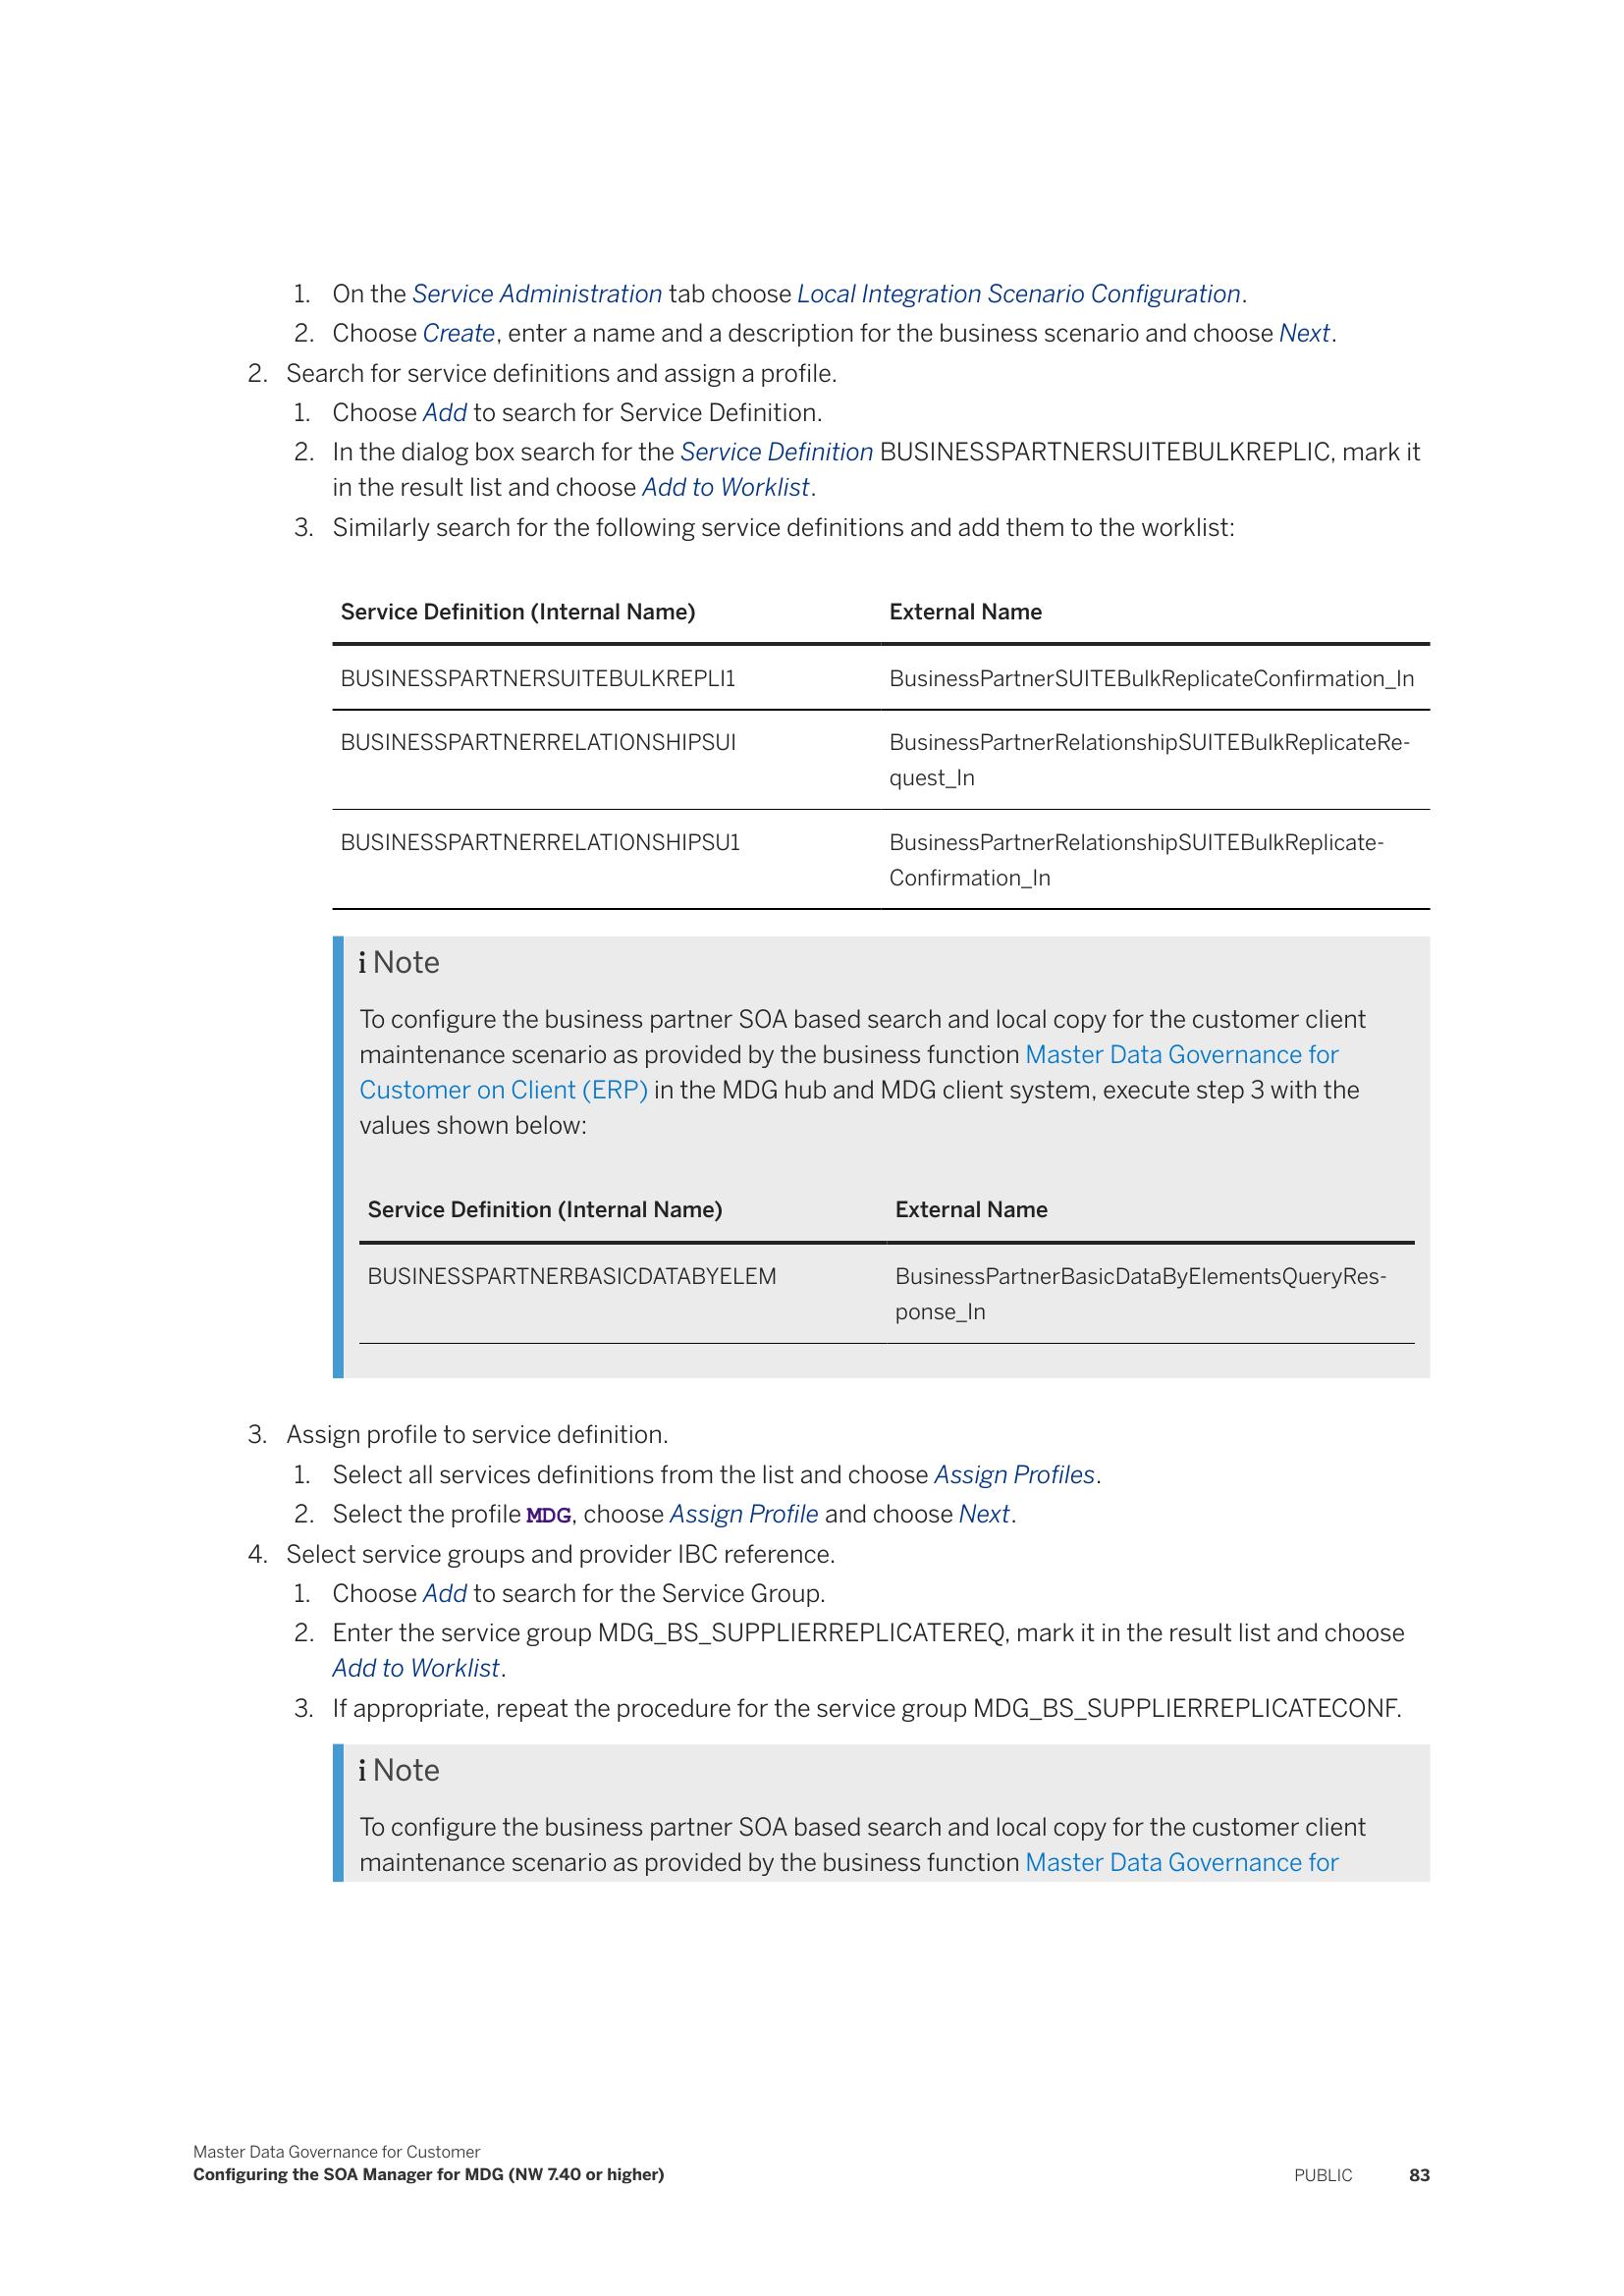 1. On the Service Administration tab choose Local Integration Scenario Configuration.
2. Choose Create, enter a name and a description for the business scenario and choose Next.
2. Search for service definitions and assign a profile.
1. Choose Add to search for Service Definition.
2. In the dialog box search for the Service Definition BUSINESSPARTNERSUITEBULKREPLIC, mark it
in the result list and choose Add to Worklist.
3. Similarly search for the following service definitions and add them to the worklist:
Service Definition (Internal Name) External Name
BUSINESSPARTNERSUITEBULKREPLI1 BusinessPartnerSUITEBulkReplicateConfirmation_In
BUSINESSPARTNERRELATIONSHIPSUI BusinessPartnerRelationshipSUITEBulkReplicateRe-
quest_In
BUSINESSPARTNERRELATIONSHIPSU1 BusinessPartnerRelationshipSUITEBulkReplicate-
Confirmation_In
i Note
To configure the business partner SOA based search and local copy for the customer client
maintenance scenario as provided by the business function Master Data Governance for
Customer on Client (ERP) in the MDG hub and MDG client system, execute step 3 with the
values shown below:
Service Definition (Internal Name) External Name
BUSINESSPARTNERBASICDATABYELEM BusinessPartnerBasicDataByElementsQueryRes-
ponse_In
3. Assign profile to service definition.
1. Select all services definitions from the list and choose Assign Profiles.
2. Select the profile MDG, choose Assign Profile and choose Next.
4. Select service groups and provider IBC reference.
1. Choose Add to search for the Service Group.
2. Enter the service group MDG_BS_SUPPLIERREPLICATEREQ, mark it in the result list and choose
Add to Worklist.
3. If appropriate, repeat the procedure for the service group MDG_BS_SUPPLIERREPLICATECONF.
i Note
To configure the business partner SOA based search and local copy for the customer client
maintenance scenario as provided by the business function Master Data Governance for
Master Data Governance for Customer
Configuring the SOA Manager for MDG (NW 7.40 or higher) PUBLIC 83